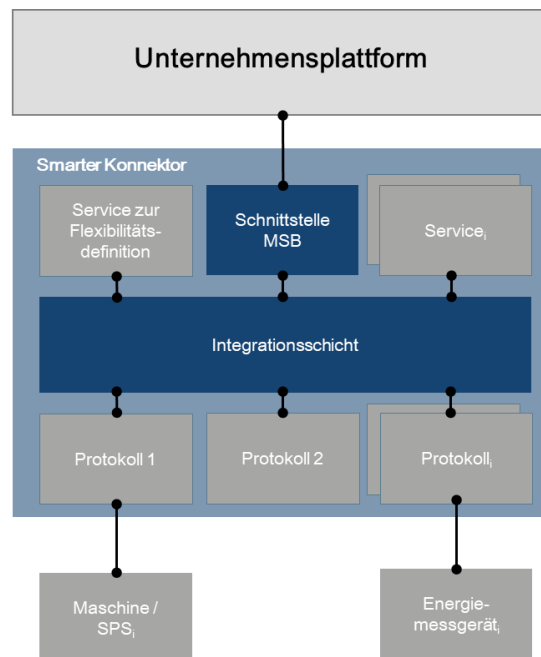 Unternehmensplattform
Smarter Konnektor
Service zur
Flexibilitäts-
definition
Schnittstelle
MSB
Serviceᵢ
Integrationsschicht
Protokoll 1
Protokoll 2
Protokollᵢ
Maschine /
SPSᵢ
Energie-
messgerätᵢ